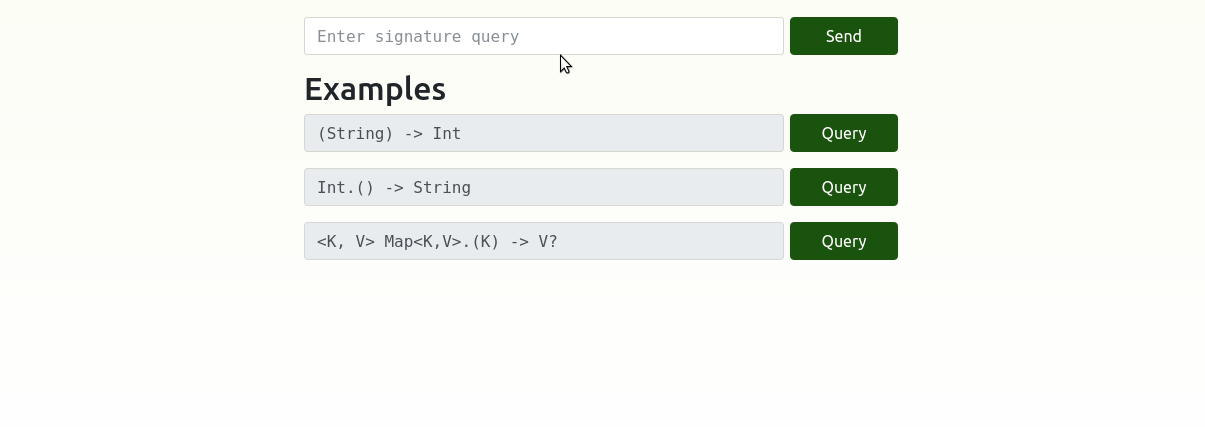 Enter signature query Send
Examples
(String) -> Int Query
Int.() -> String Query
<K, V> Map<K,V>.(K) -> V? Query